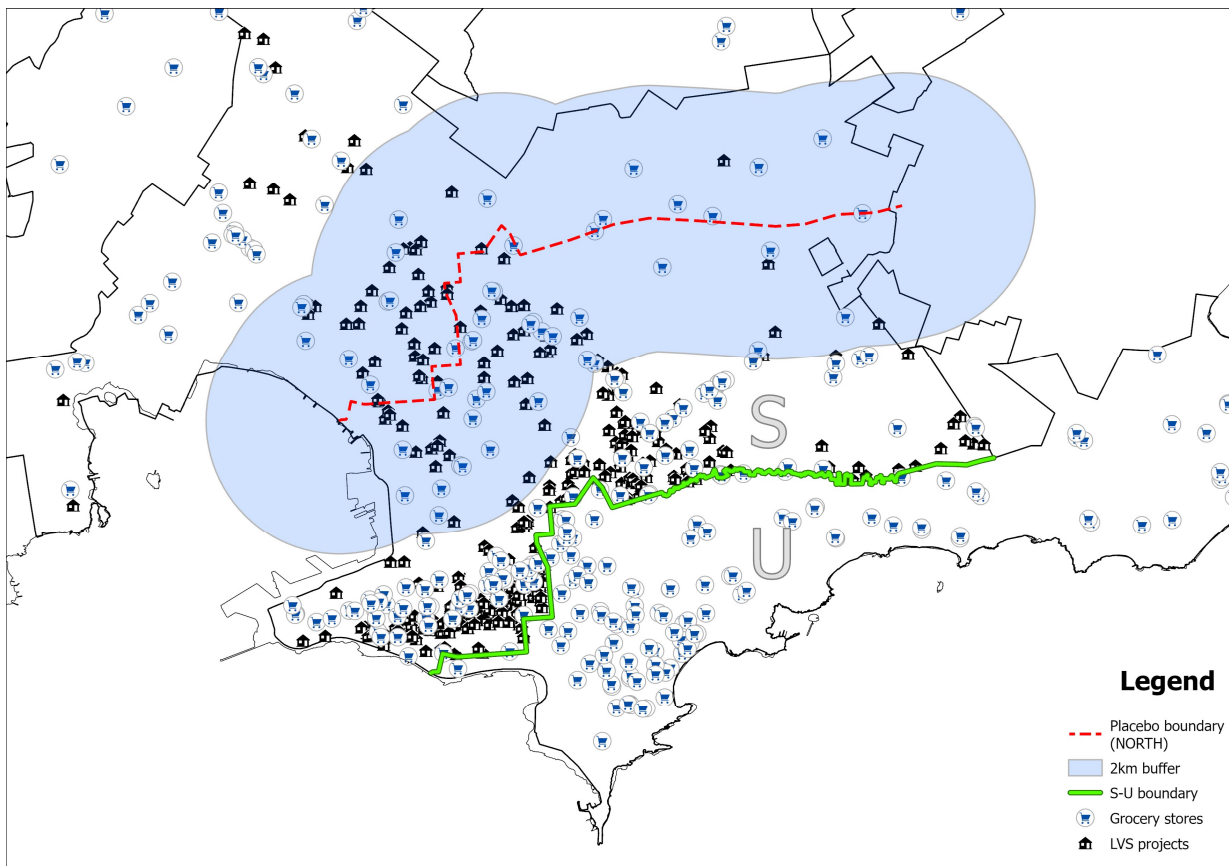 S
U
Legend
Placebo boundary
(NORTH)
2km buffer
S-U boundary
Grocery stores
LVS projects